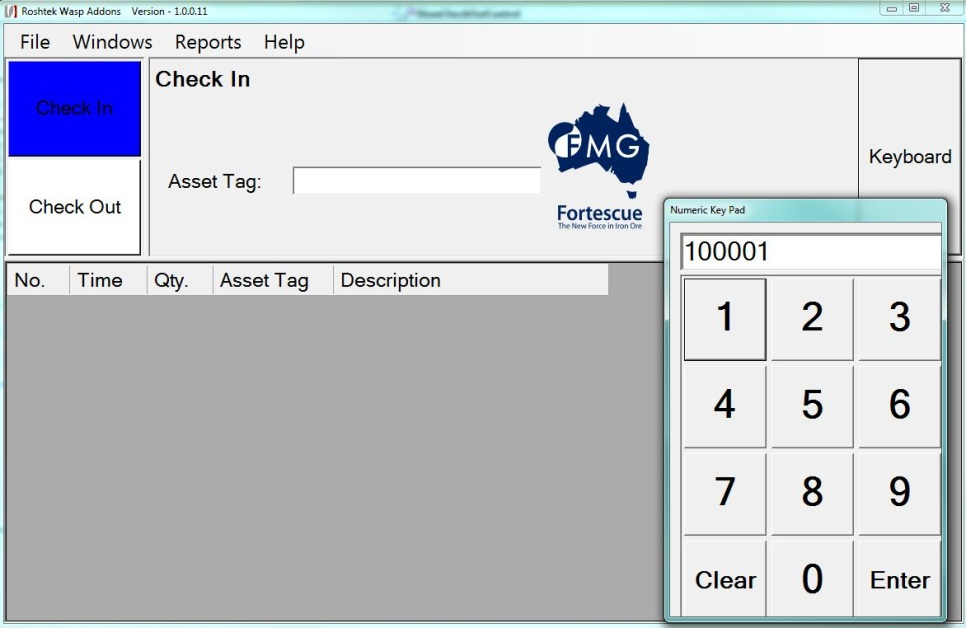 Roshtek Wasp Addons Version - 1.0.0.11
File Windows Reports Help
Check In
Check Out
Check In
Asset Tag:
FMG
Fortescue
The New Force in Iron Ore
Keyboard
No. Time Qty. Asset Tag Description
Numeric Key Pad
100001
1 2 3
4 5 6
7 8 9
Clear 0 Enter